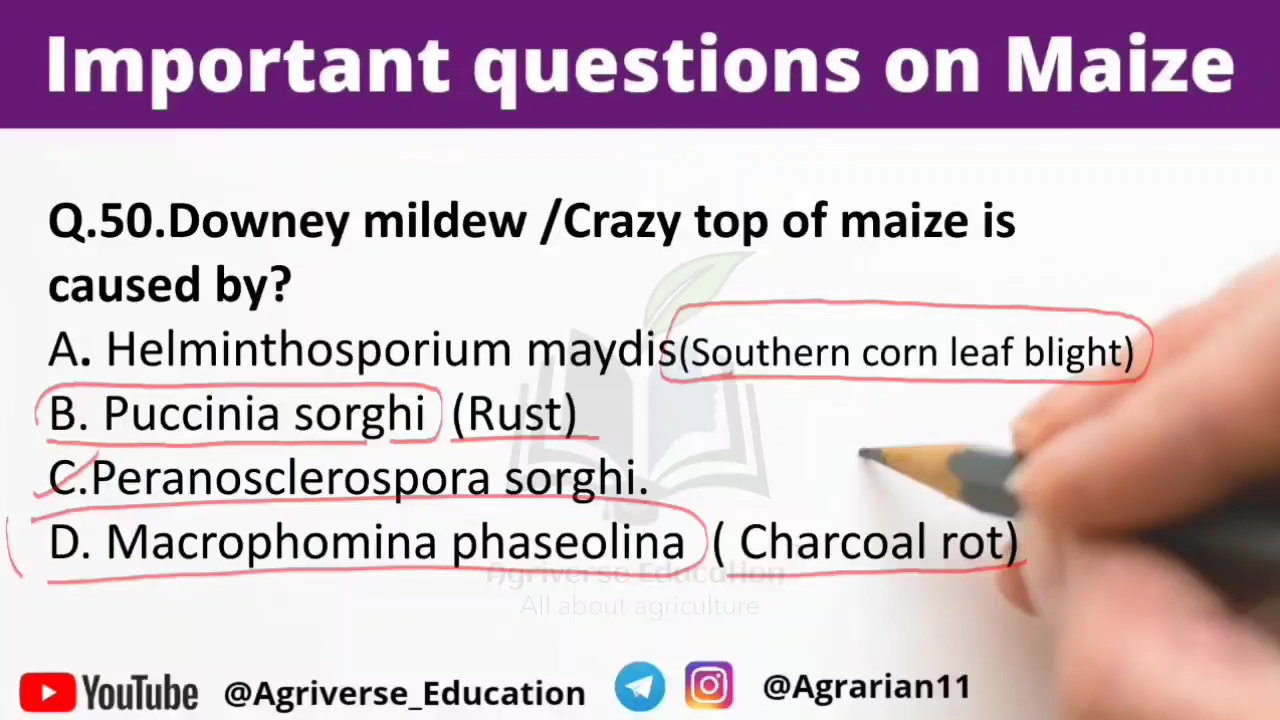 Important questions on Maize
Q.50.Downey mildew /Crazy top of maize is
caused by?
A. Helminthosporium maydis(Southern corn leaf blight)
B. Puccinia sorghi (Rust)
C.Peranosclerospora sorghi.
D. Macrophomina phaseolina ( Charcoal rot)
Agriverse Education
All about agriculture
YouTube @Agriverse_Education @Agrarian11